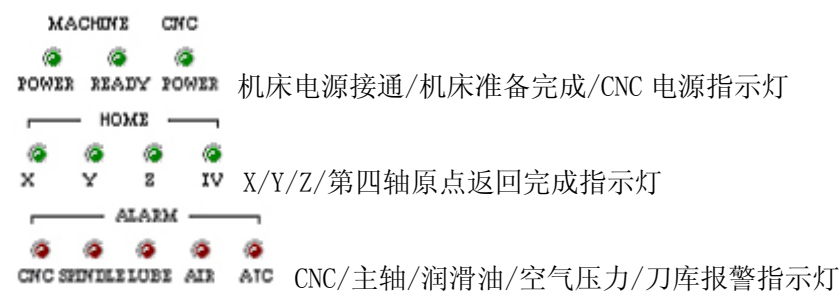 MACHINE CNC
POWER READY POWER 机床电源接通/机床准备完成/CNC 电源指示灯
HOME
X Y Z IV X/Y/Z/第四轴原点返回完成指示灯
ALARM
CNC SPINDLE LUBE AIR ATC CNC/主轴/润滑油/空气压力/刀库报警指示灯